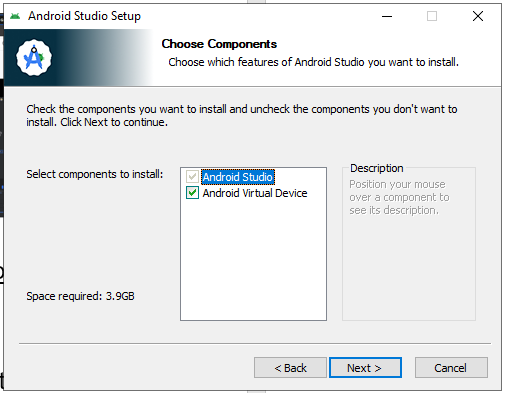 Android Studio Setup
Choose Components
Choose which features of Android Studio you want to install.
Check the components you want to install and uncheck the components you don't want to
install. Click Next to continue.
Select components to install:
Android Studio
Android Virtual Device
Description
Position your mouse
over a component to
see its description.
Space required: 3.9GB
< Back
Next >
Cancel